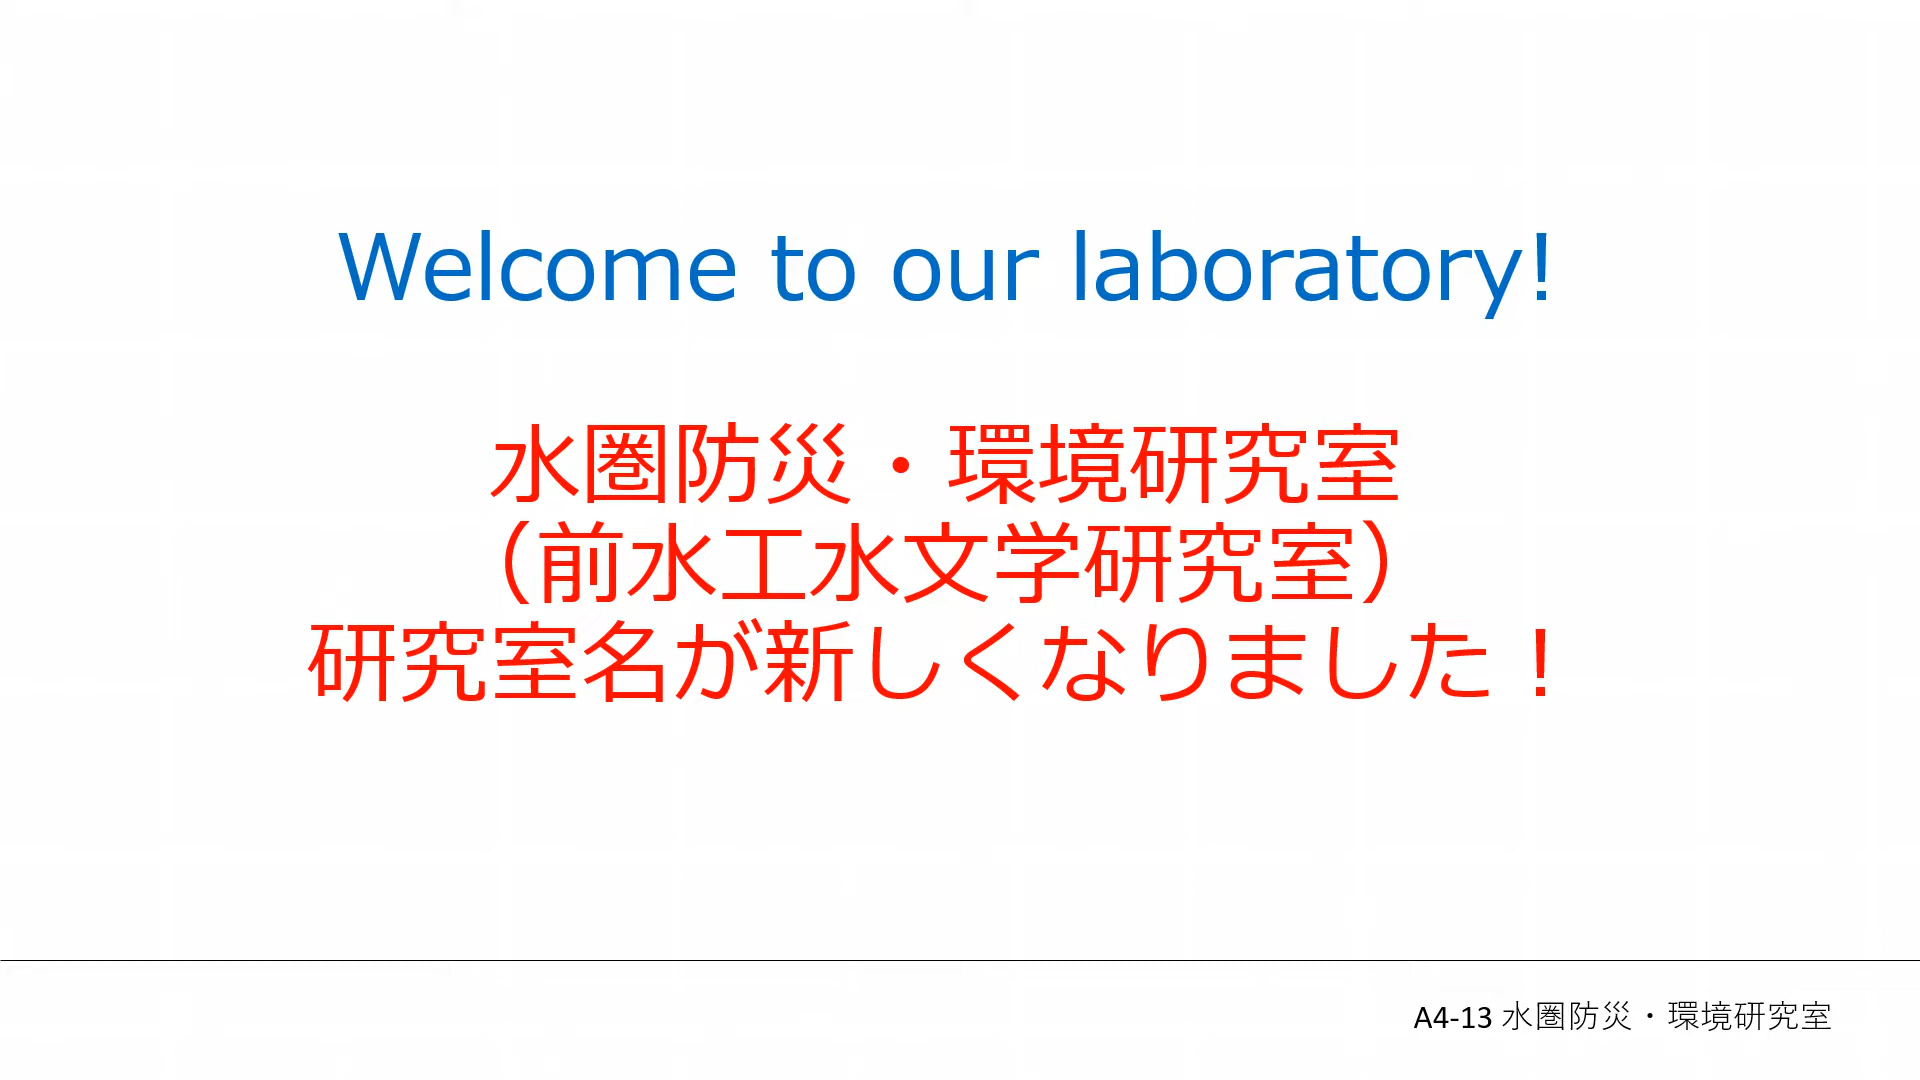 Welcome to our laboratory!
水圏防災・環境研究室
（前水工水文学研究室）
研究室名が新しくなりました！
A4-13 水圏防災・環境研究室